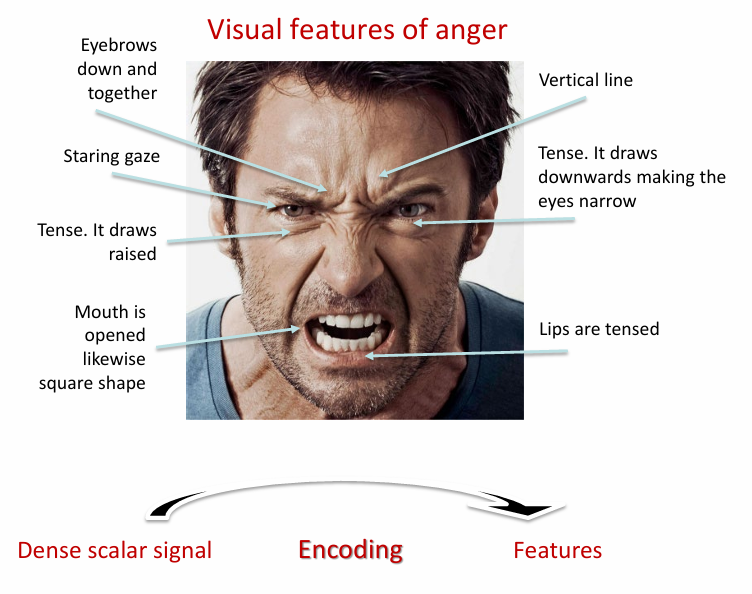 Visual features of anger
Eyebrows
down and
together
Vertical line
Staring gaze
Tense. It draws
downwards making the
eyes narrow
Tense. It draws
raised
Mouth is
opened
likewise
square shape
Lips are tensed
Dense scalar signal
Encoding
Features